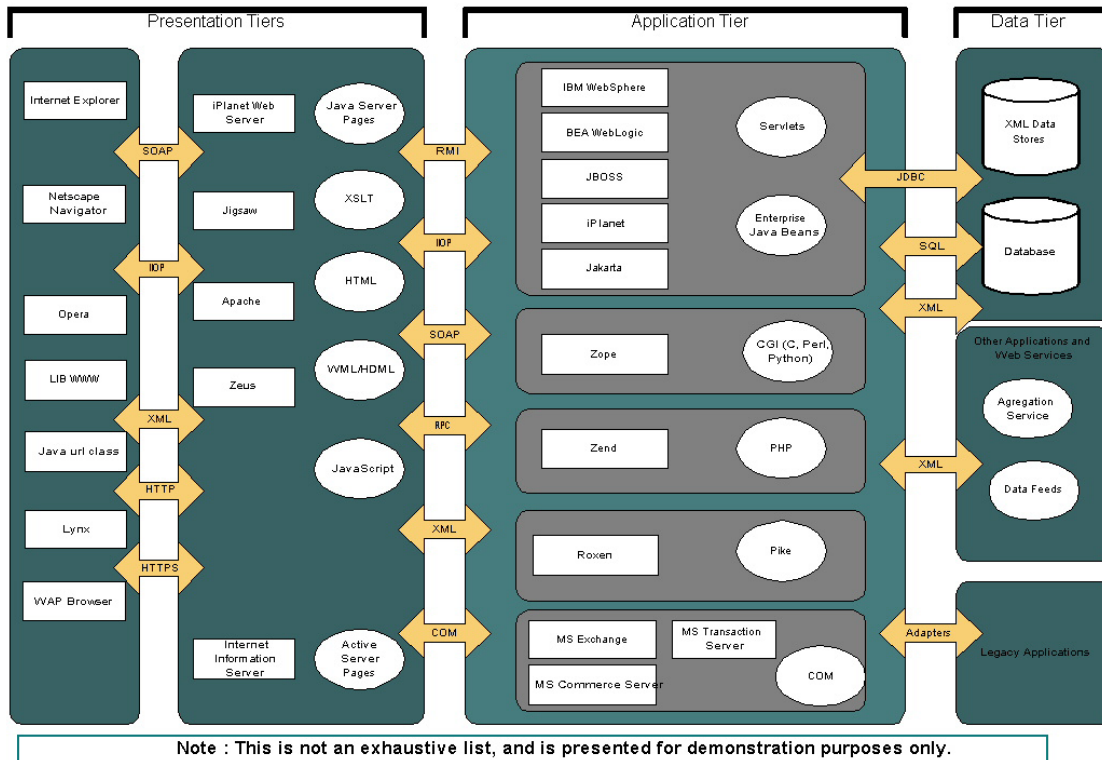 Presentation Tiers
Application Tier
Data Tier
Internet Explorer
Netscape
Navigator
Opera
LIB WWW
Java url class
Lynx
WAP Browser
SOAP
IIOP
XML
HTTP
HTTPS
iPlanet Web
Server
Jigsaw
Apache
Zeus
Internet
Information
Server
Java Server
Pages
XSLT
HTML
WML/HDML
JavaScript
Active
Server
Pages
RMI
IIOP
SOAP
RPC
XML
COM
IBM WebSphere
BEA WebLogic
JBOSS
iPlanet
Jakarta
Servlets
Enterprise
Java Beans
Zope
CGI (C, Perl,
Python)
Zend
PHP
Roxen
Pike
MS Exchange
MS Transaction
Server
MS Commerce Server
COM
JDBC
SQL
XML
XML
Adapters
XML Data
Stores
Database
Other Applications and
Web Services
Agregation
Service
Data Feeds
Legacy Applications
Note : This is not an exhaustive list, and is presented for demonstration purposes only.